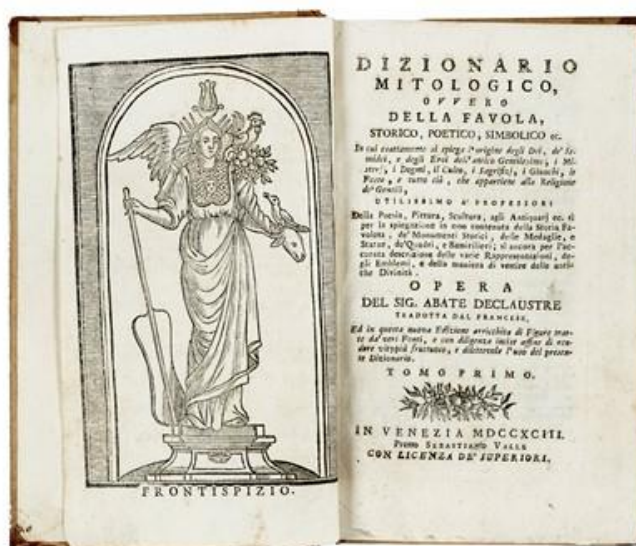 FRONTISPIZIO.
DIZIONARIO
MITOLOGICO,
OVVERO
DELLA FAVOLA,
STORICO, POETICO, SIMBOLICO ec.
In cui esattamente si spiega l'origine degli Dei, de' Se-
midei, e degli Eroi dell'antico Gentilesimo, i Mi-
sterj, i Dogmi, il Culto, i Sagrifizj, i Giuochi, le
Feste, e tutto ciò, che appartiene alla Religione
de' Gentili;
UTILISSIMO A' PROFESSORI
Della Poesia, Pittura, Scultura, agli Antiquarj ec. sì
per la spiegazione in esso contenuta della Storia Fa-
volosa, de' Monumenti Storici, delle Medaglie, e
Statue, de' Quadri, e Bassirilievi; sì ancora per l'ac-
curata descrizione delle varie Rappresentazioni, de-
gli Emblemi, e della maniera di vestire delle anti-
che Divinità.
OPERA
DEL SIG. ABATE DECLAUSTRE
TRADOTTA DAL FRANCESE,
Ed in questa nuova Edizione arricchita di Figure trat-
te da' veri Fonti, e con diligenza incise affine di ren-
dere vieppiù fruttuoso, e dilettevole l'uso del presen-
te Dizionario.
TOMO PRIMO.
IN VENEZIA MDCCXCIII.
Presso SEBASTIANO VALLE
CON LICENZA DE' SUPERIORI.